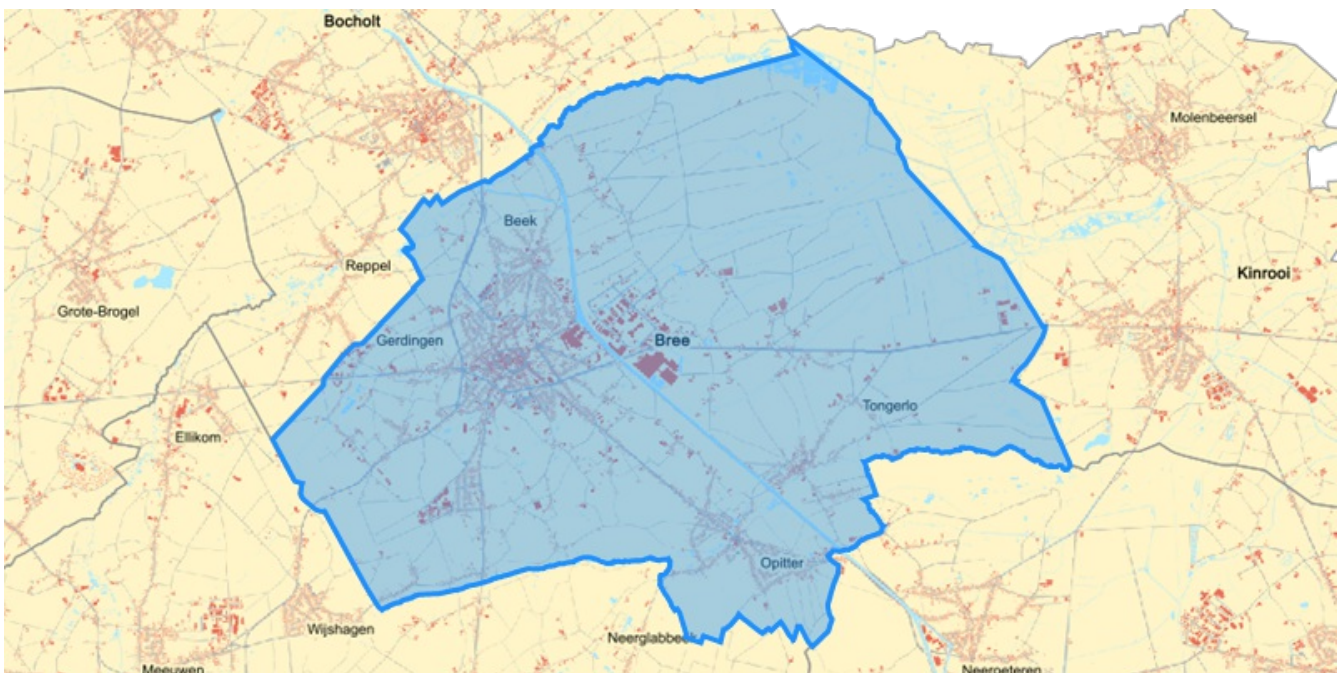 Bocholt
Molenbeersel
Beek
Reppel
Kinrooi
Grote-Brogel
Gerdingen
Bree
Tongerlo
Ellikom
Opitter
Wijshagen
Neerglabbeek
Meeuwen
Neeroeteren